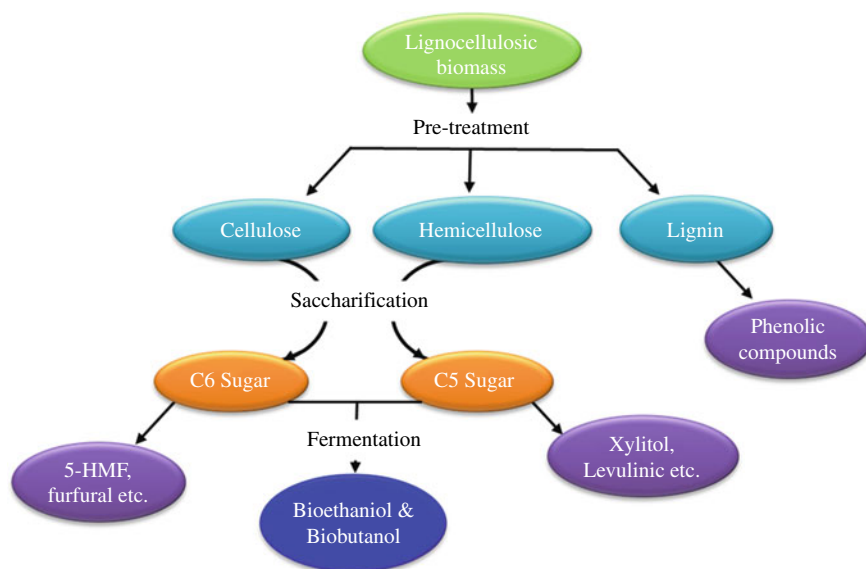 Lignocellulosic
biomass
Pre-treatment
Cellulose
Hemicellulose
Lignin
Saccharification
Phenolic
compounds
C6 Sugar
C5 Sugar
Fermentation
5-HMF,
furfural etc.
Xylitol,
Levulinic etc.
Bioethaniol &
Biobutanol